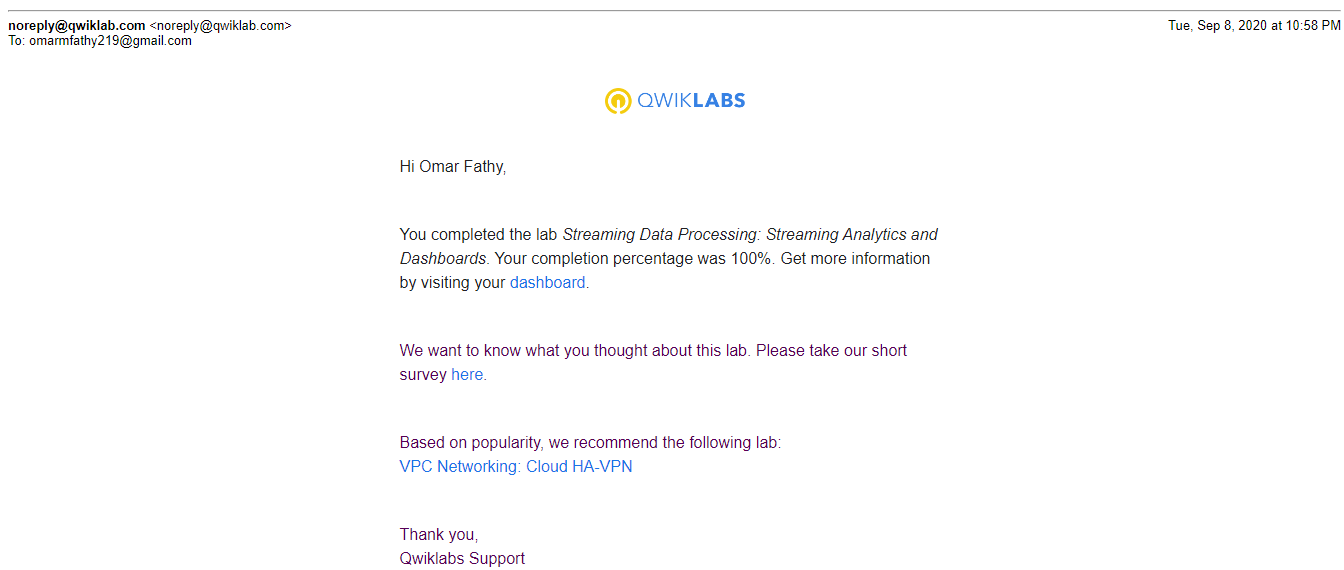 noreply@qwiklab.com <noreply@qwiklab.com> Tue, Sep 8, 2020 at 10:58 PM
To: omarmfathy219@gmail.com
QWIKLABS
Hi Omar Fathy,
You completed the lab Streaming Data Processing: Streaming Analytics and
Dashboards. Your completion percentage was 100%. Get more information
by visiting your dashboard.
We want to know what you thought about this lab. Please take our short
survey here.
Based on popularity, we recommend the following lab:
VPC Networking: Cloud HA-VPN
Thank you,
Qwiklabs Support